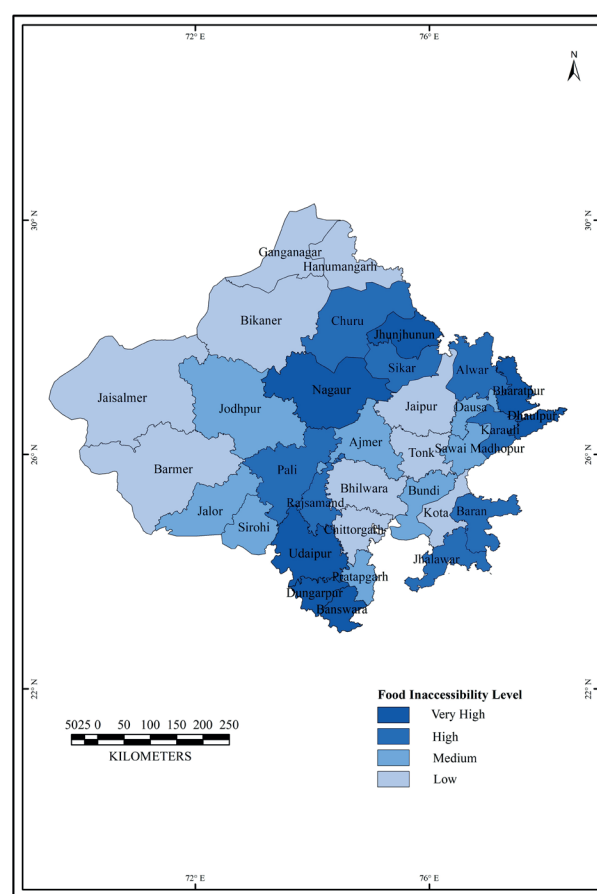 72° E
76° E
N
30° N
30° N
Ganganagar
Hanumangarh
Bikaner
Churu
Jhunjhunun
Sikar
Alwar
Nagaur
Bharatpur
Jaisalmer
Jodhpur
Jaipur
Dausa
Dhaulpur
Karauli
Ajmer
Sawai Madhopur
Tonk
26° N
26° N
Barmer
Pali
Bhilwara
Bundi
Rajsamand
Jalor
Kota
Baran
Sirohi
Chittorgarh
Udaipur
Jhalawar
Pratapgarh
Dungarpur
Banswara
22° N
22° N
Food Inaccessibility Level
Very High
High
Medium
Low
5025 0 50 100 150 200 250
KILOMETERS
72° E
76° E